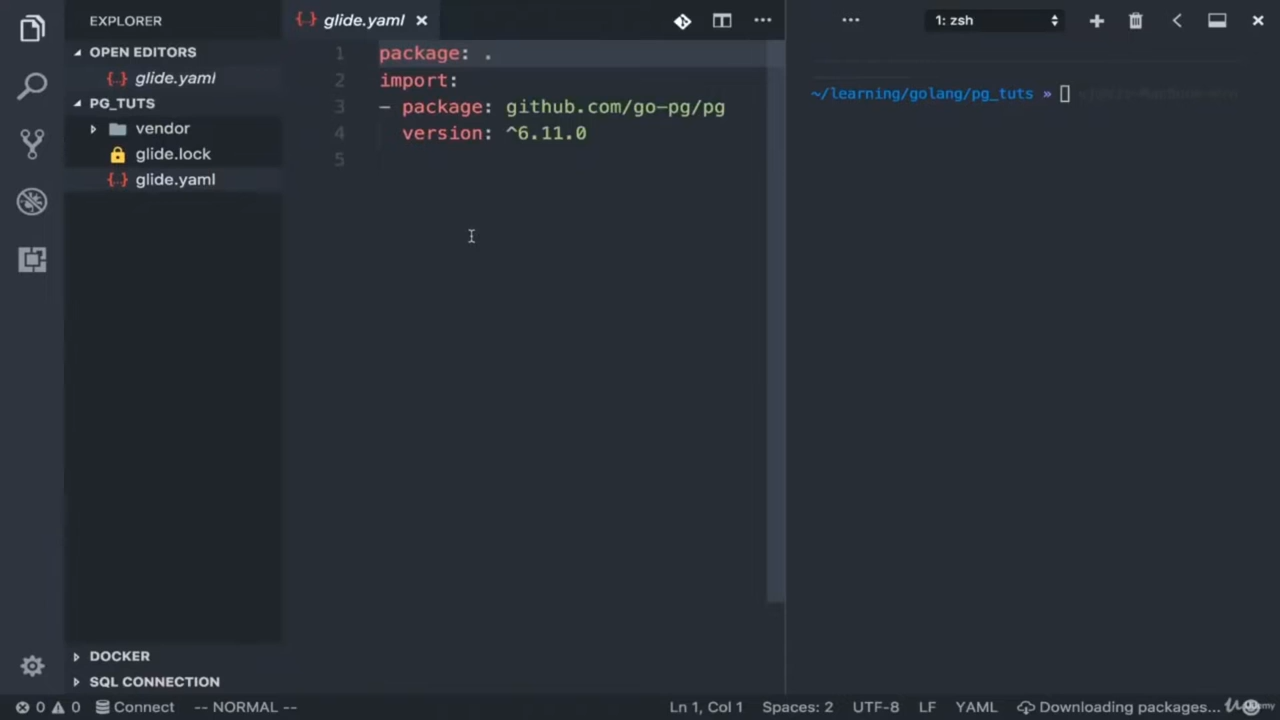 EXPLORER
OPEN EDITORS
{..} glide.yaml
PG_TUTS
vendor
glide.lock
{..} glide.yaml
DOCKER
SQL CONNECTION
{..} glide.yaml ×
1 package: .
2 import:
3 - package: github.com/go-pg/pg
4   version: ^6.11.0
5
1: zsh
~/learning/golang/pg_tuts »
0 0 Connect -- NORMAL -- Ln 1, Col 1 Spaces: 2 UTF-8 LF YAML Downloading packages...